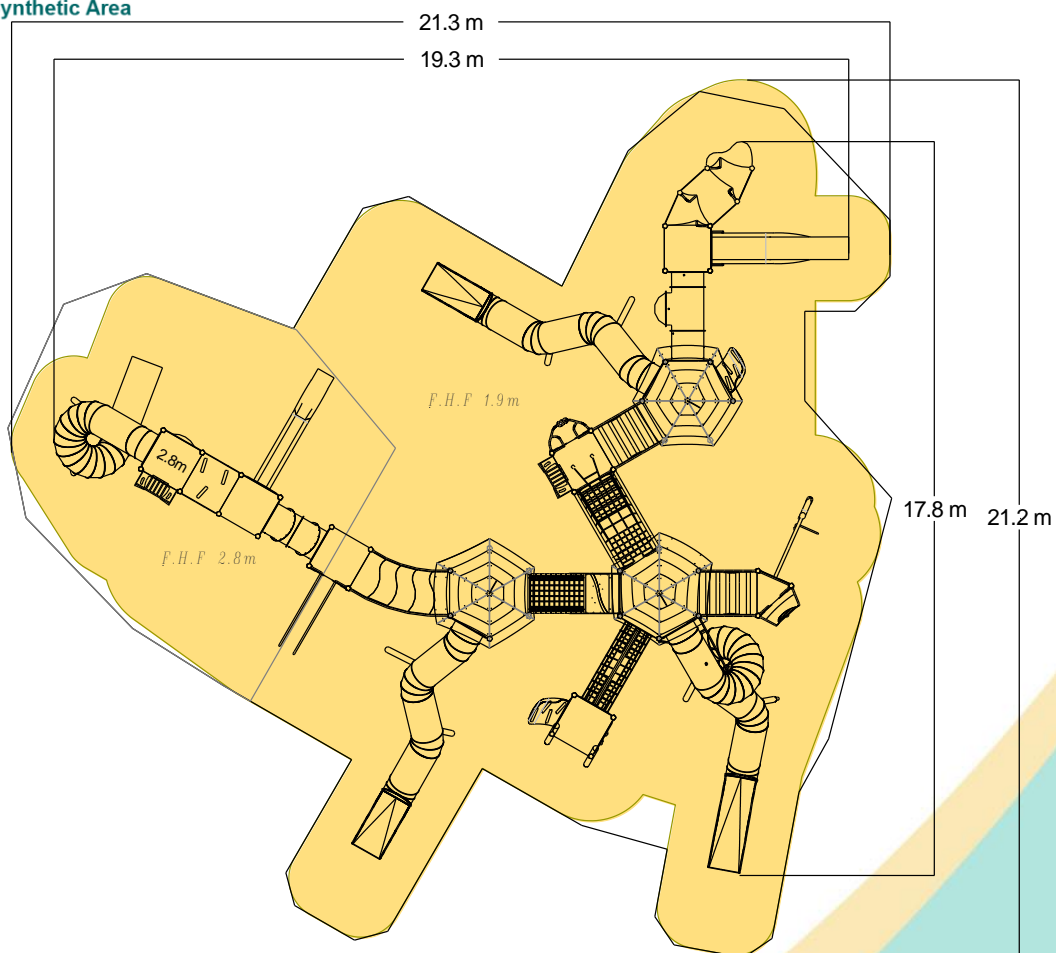 ynthetic Area
21.3 m
19.3 m
F.H.F 1.9m
2.8m
17.8 m
21.2 m
F.H.F 2.8m